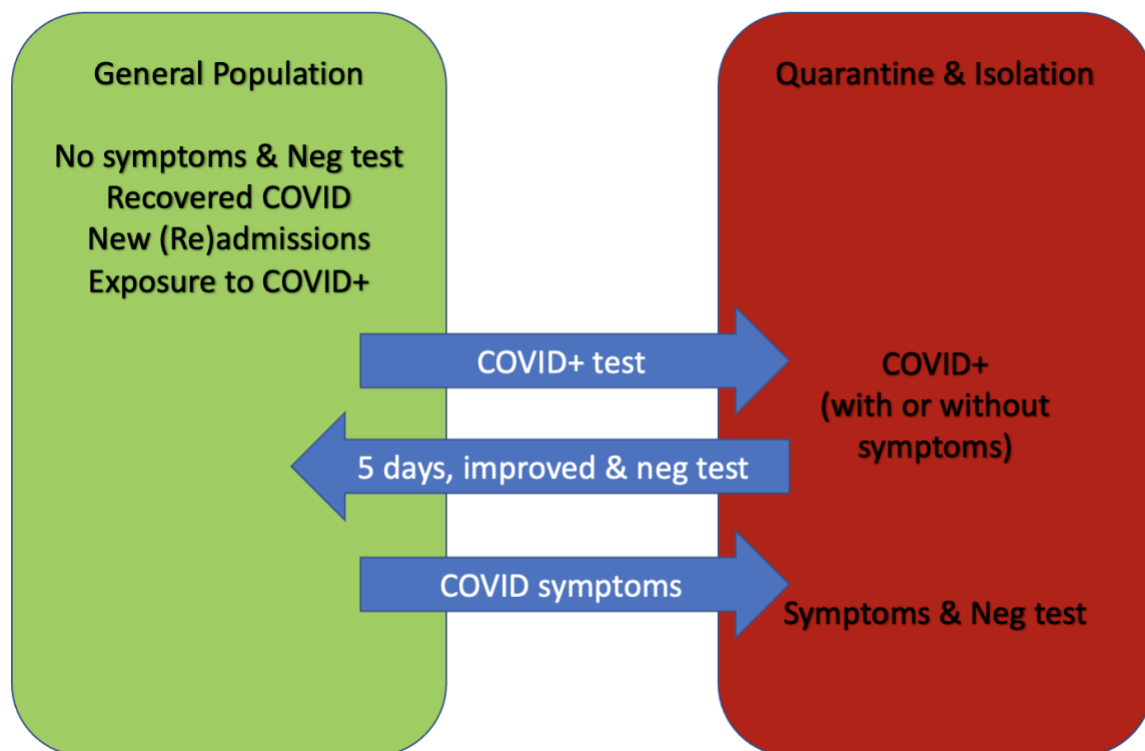 General Population
No symptoms & Neg test
Recovered COVID
New (Re)admissions
Exposure to COVID+
Quarantine & Isolation
COVID+ test
5 days, improved & neg test
COVID symptoms
COVID+
(with or without
symptoms)
Symptoms & Neg test